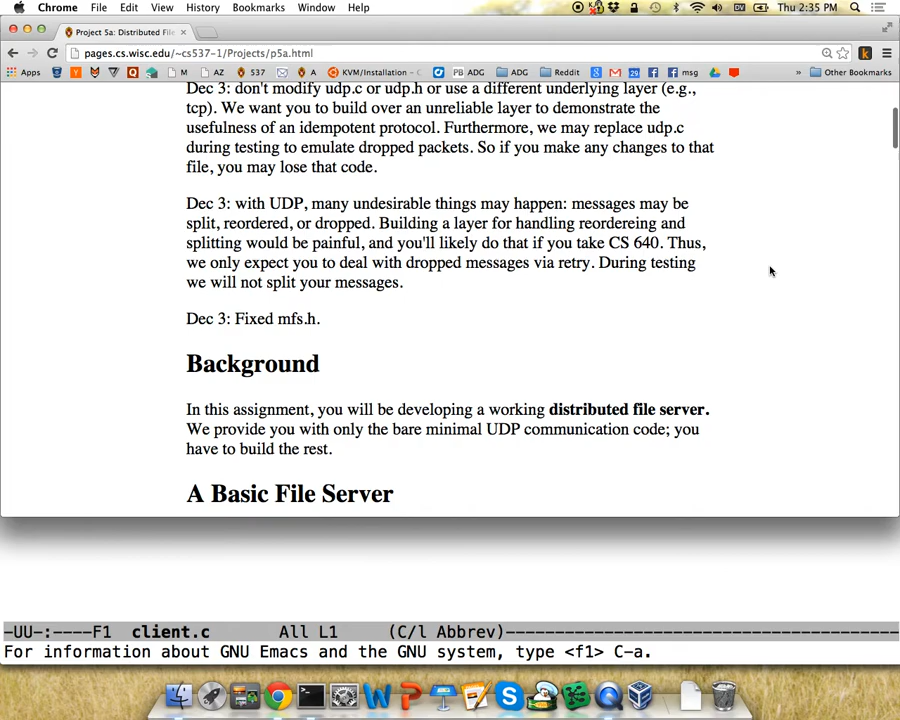 Chrome File Edit View History Bookmarks Window Help Thu 2:35 PM
Project 5a: Distributed File
pages.cs.wisc.edu/~cs537-1/Projects/p5a.html
Apps M AZ 537 A KVM/Installation - C ADG PB ADG Reddit msg » Other Bookmarks
Dec 3: don't modify udp.c or udp.h or use a different underlying layer (e.g.,
tcp). We want you to build over an unreliable layer to demonstrate the
usefulness of an idempotent protocol. Furthermore, we may replace udp.c
during testing to emulate dropped packets. So if you make any changes to that
file, you may lose that code.
Dec 3: with UDP, many undesirable things may happen: messages may be
split, reordered, or dropped. Building a layer for handling reordereing and
splitting would be painful, and you'll likely do that if you take CS 640. Thus,
we only expect you to deal with dropped messages via retry. During testing
we will not split your messages.
Dec 3: Fixed mfs.h.
Background
In this assignment, you will be developing a working distributed file server.
We provide you with only the bare minimal UDP communication code; you
have to build the rest.
A Basic File Server
-UU-:----F1 client.c All L1 (C/l Abbrev)--------------------------------------
For information about GNU Emacs and the GNU system, type <f1> C-a.